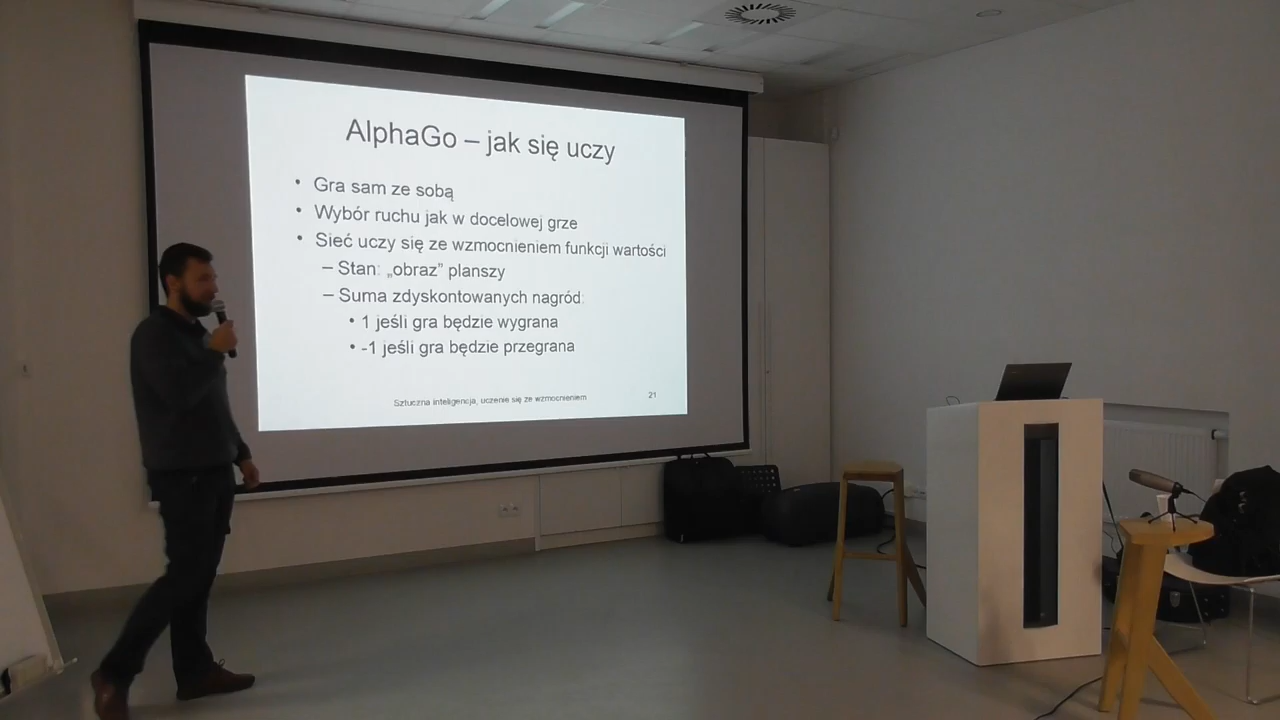 AlphaGo – jak się uczy
• Gra sam ze sobą
• Wybór ruchu jak w docelowej grze
• Sieć uczy się ze wzmocnieniem funkcji wartości
– Stan: „obraz” planszy
– Suma zdyskontowanych nagród:
• 1 jeśli gra będzie wygrana
• -1 jeśli gra będzie przegrana
Sztuczna inteligencja, uczenie się ze wzmocnieniem
21